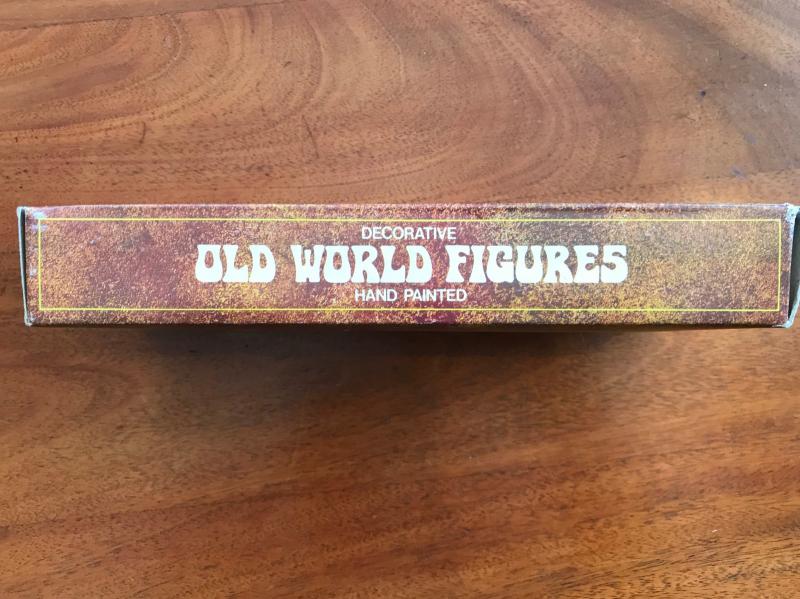 DECORATIVE
OLD WORLD FIGURES
HAND PAINTED